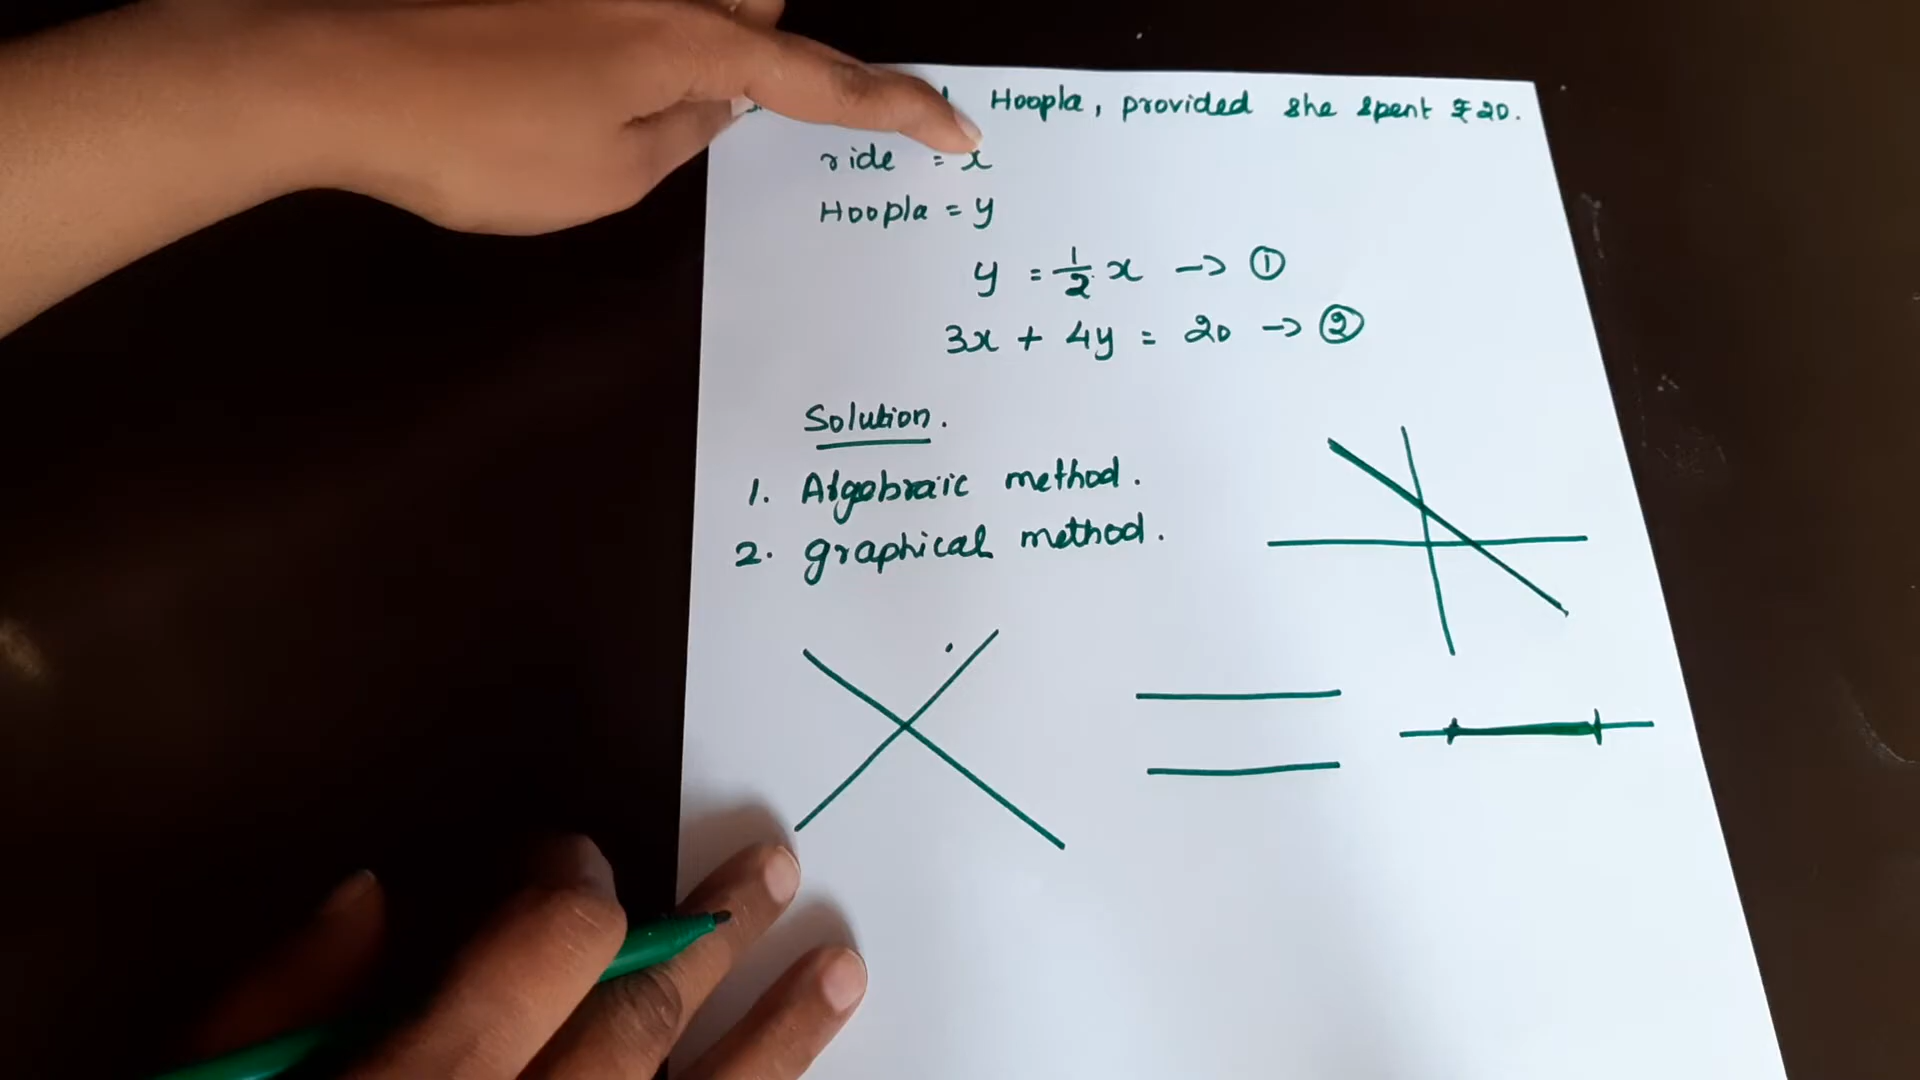 Hoopla, provided she spent ₹20.
ride = x
Hoopla = y
y = 1/2 x → ①
3x + 4y = 20 → ②
Solution.
1. Algebraic method.
2. graphical method.